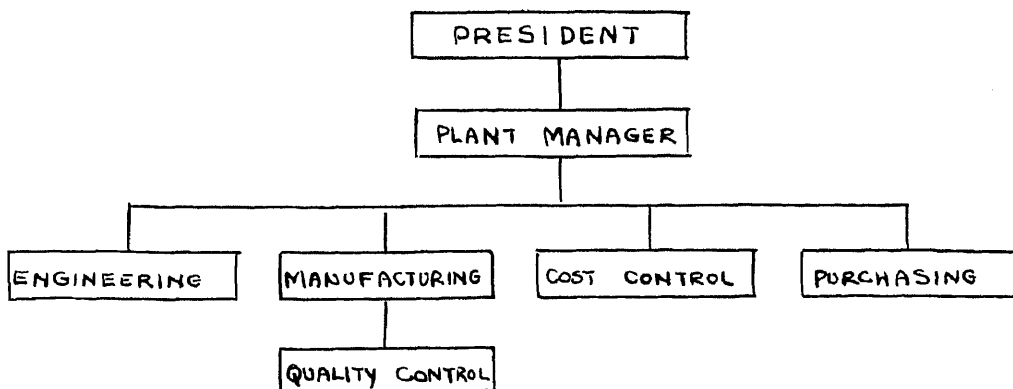 PRESIDENT
PLANT MANAGER
ENGINEERING
MANUFACTURING
COST CONTROL
PURCHASING
QUALITY CONTROL